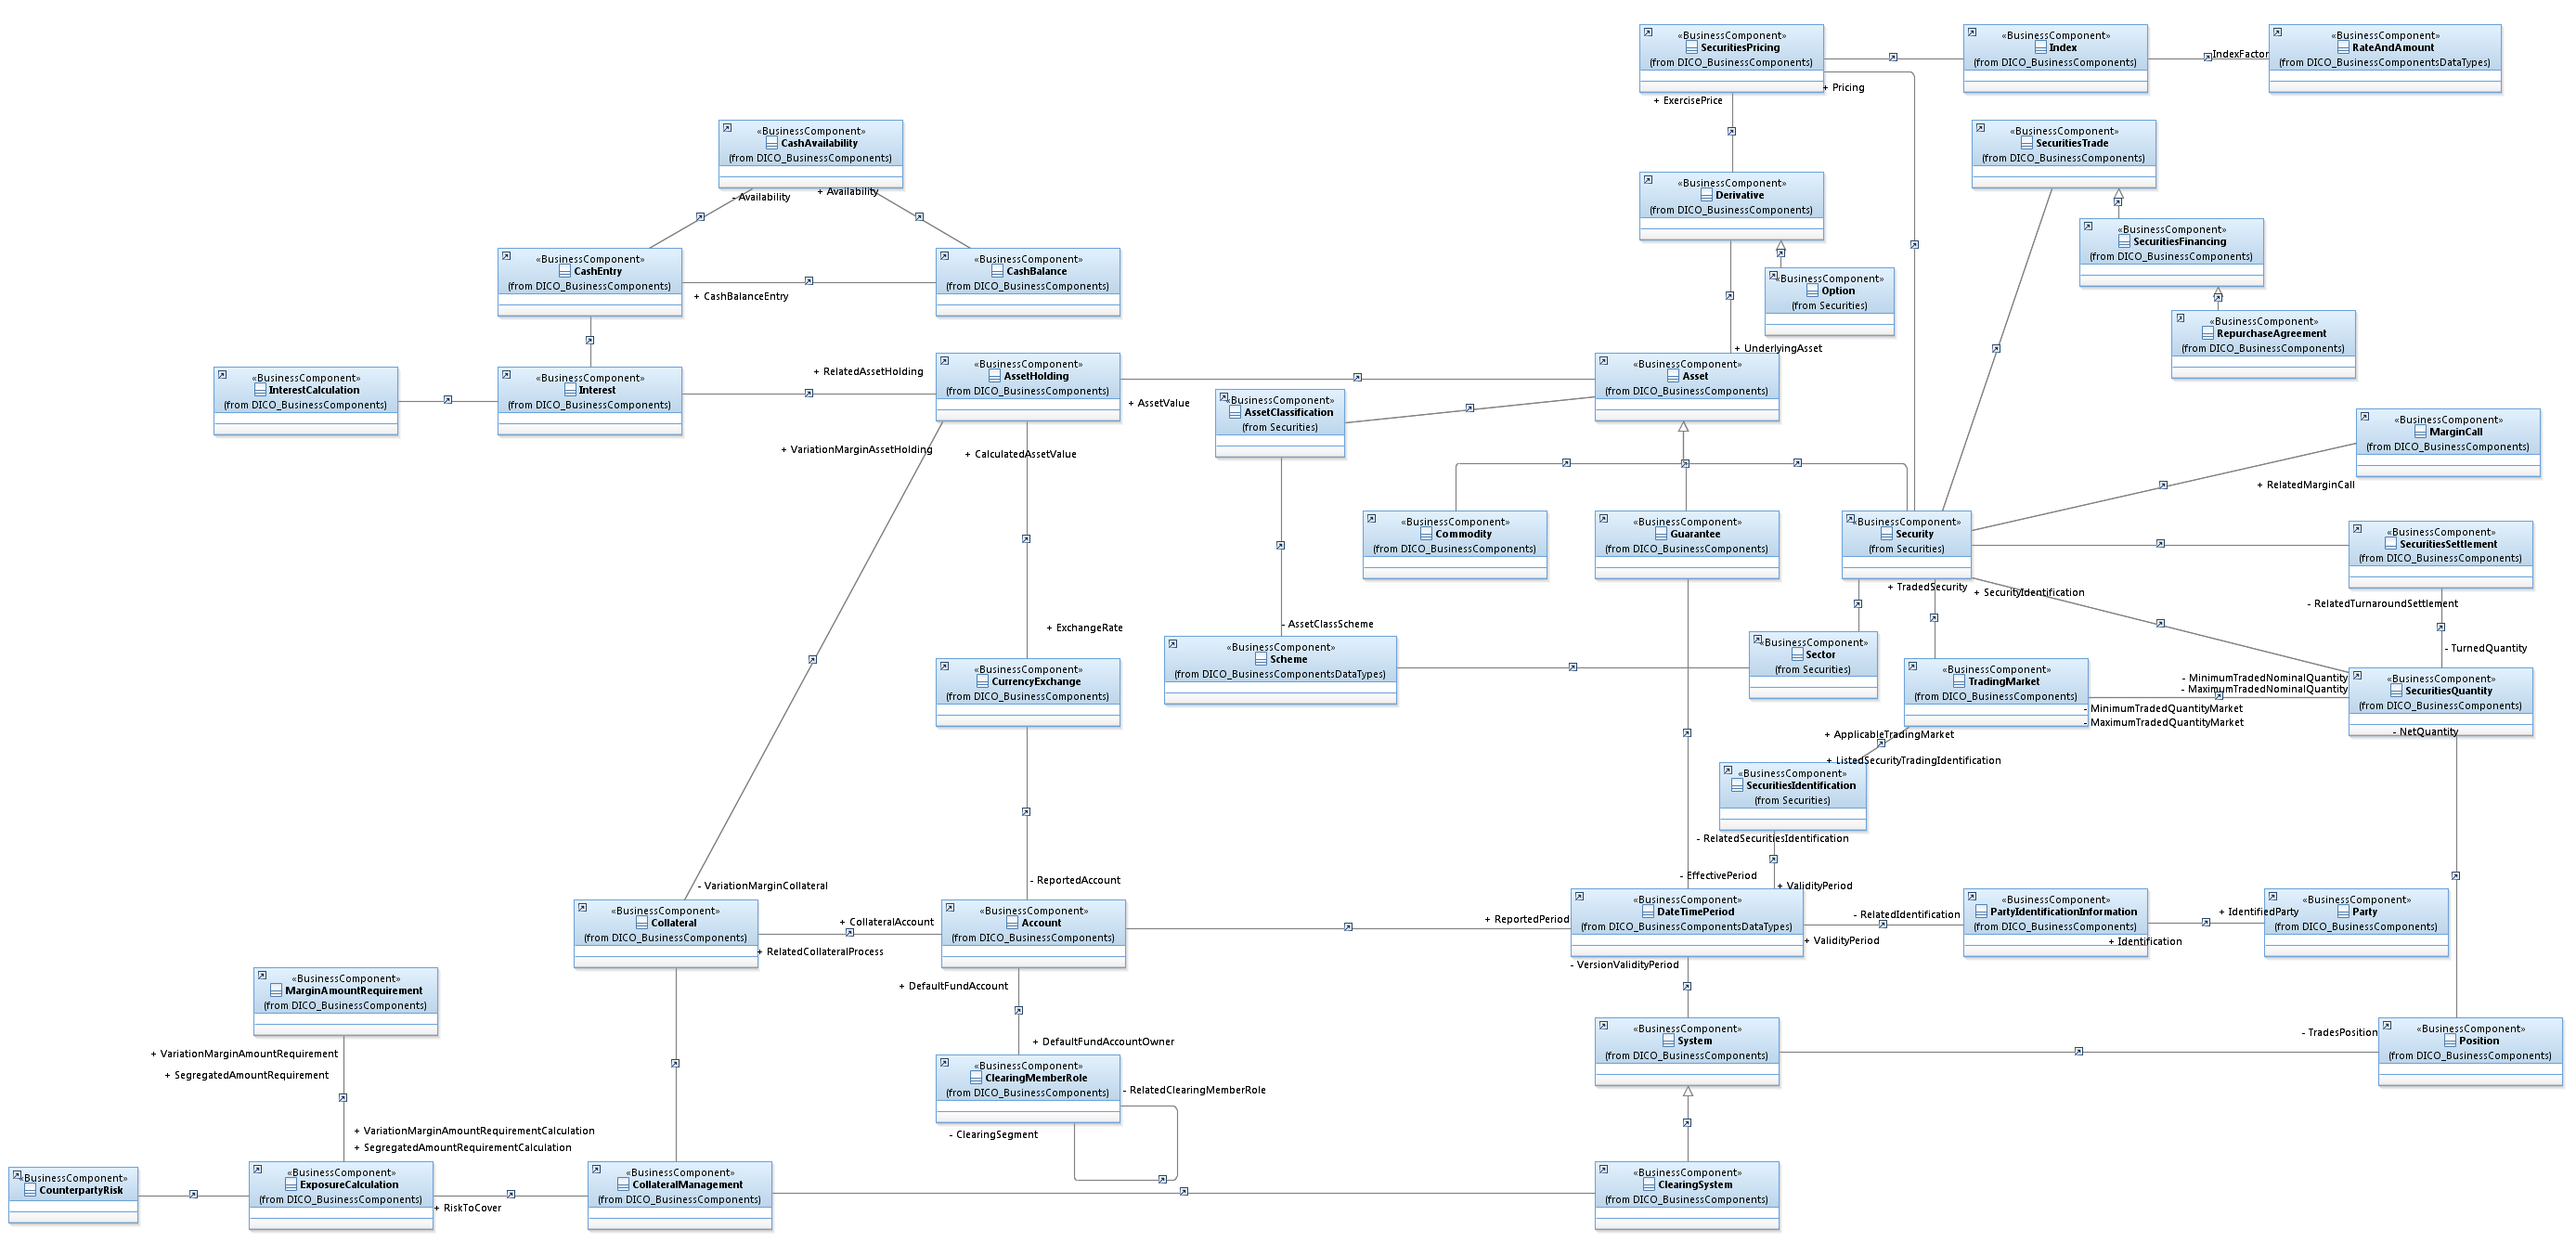 «BusinessComponent»
SecuritiesPricing
(from DICO_BusinessComponents)
«BusinessComponent»
Index
(from DICO_BusinessComponents)
IndexFactor
«BusinessComponent»
RateAndAmount
(from DICO_BusinessComponentsDataTypes)
+ Pricing
+ ExercisePrice
«BusinessComponent»
CashAvailability
(from DICO_BusinessComponents)
- Availability
+ Availability
«BusinessComponent»
SecuritiesTrade
(from DICO_BusinessComponents)
«BusinessComponent»
Derivative
(from DICO_BusinessComponents)
«BusinessComponent»
SecuritiesFinancing
(from DICO_BusinessComponents)
«BusinessComponent»
CashEntry
(from DICO_BusinessComponents)
+ CashBalanceEntry
«BusinessComponent»
CashBalance
(from DICO_BusinessComponents)
«BusinessComponent»
Option
(from Securities)
«BusinessComponent»
RepurchaseAgreement
(from DICO_BusinessComponents)
+ UnderlyingAsset
«BusinessComponent»
InterestCalculation
(from DICO_BusinessComponents)
«BusinessComponent»
Interest
(from DICO_BusinessComponents)
+ RelatedAssetHolding
«BusinessComponent»
AssetHolding
(from DICO_BusinessComponents)
+ AssetValue
«BusinessComponent»
AssetClassification
(from Securities)
«BusinessComponent»
Asset
(from DICO_BusinessComponents)
«BusinessComponent»
MarginCall
(from DICO_BusinessComponents)
+ RelatedMarginCall
+ VariationMarginAssetHolding
+ CalculatedAssetValue
«BusinessComponent»
Commodity
(from DICO_BusinessComponents)
«BusinessComponent»
Guarantee
(from DICO_BusinessComponents)
«BusinessComponent»
Security
(from Securities)
«BusinessComponent»
SecuritiesSettlement
(from DICO_BusinessComponents)
+ TradedSecurity
+ SecurityIdentification
- RelatedTurnaroundSettlement
- TurnedQuantity
+ ExchangeRate
- AssetClassScheme
«BusinessComponent»
Scheme
(from DICO_BusinessComponentsDataTypes)
«BusinessComponent»
Sector
(from Securities)
«BusinessComponent»
CurrencyExchange
(from DICO_BusinessComponents)
«BusinessComponent»
TradingMarket
(from DICO_BusinessComponents)
- MinimumTradedNominalQuantity
- MaximumTradedNominalQuantity
- MinimumTradedQuantityMarket
- MaximumTradedQuantityMarket
«BusinessComponent»
SecuritiesQuantity
(from DICO_BusinessComponents)
- NetQuantity
+ ApplicableTradingMarket
+ ListedSecurityTradingIdentification
«BusinessComponent»
SecuritiesIdentification
(from Securities)
- RelatedSecuritiesIdentification
- EffectivePeriod
+ ValidityPeriod
- VariationMarginCollateral
- ReportedAccount
«BusinessComponent»
Collateral
(from DICO_BusinessComponents)
+ CollateralAccount
+ RelatedCollateralProcess
«BusinessComponent»
Account
(from DICO_BusinessComponents)
+ ReportedPeriod
«BusinessComponent»
DateTimePeriod
(from DICO_BusinessComponentsDataTypes)
- RelatedIdentification
+ ValidityPeriod
«BusinessComponent»
PartyIdentificationInformation
(from DICO_BusinessComponents)
+ IdentifiedParty
+ Identification
«BusinessComponent»
Party
(from DICO_BusinessComponents)
- VersionValidityPeriod
+ DefaultFundAccount
«BusinessComponent»
MarginAmountRequirement
(from DICO_BusinessComponents)
«BusinessComponent»
System
(from DICO_BusinessComponents)
- TradesPosition
«BusinessComponent»
Position
(from DICO_BusinessComponents)
+ VariationMarginAmountRequirement
+ SegregatedAmountRequirement
+ DefaultFundAccountOwner
«BusinessComponent»
ClearingMemberRole
(from DICO_BusinessComponents)
- RelatedClearingMemberRole
- ClearingSegment
+ VariationMarginAmountRequirementCalculation
+ SegregatedAmountRequirementCalculation
«BusinessComponent»
CounterpartyRisk
«BusinessComponent»
ExposureCalculation
(from DICO_BusinessComponents)
+ RiskToCover
«BusinessComponent»
CollateralManagement
(from DICO_BusinessComponents)
«BusinessComponent»
ClearingSystem
(from DICO_BusinessComponents)